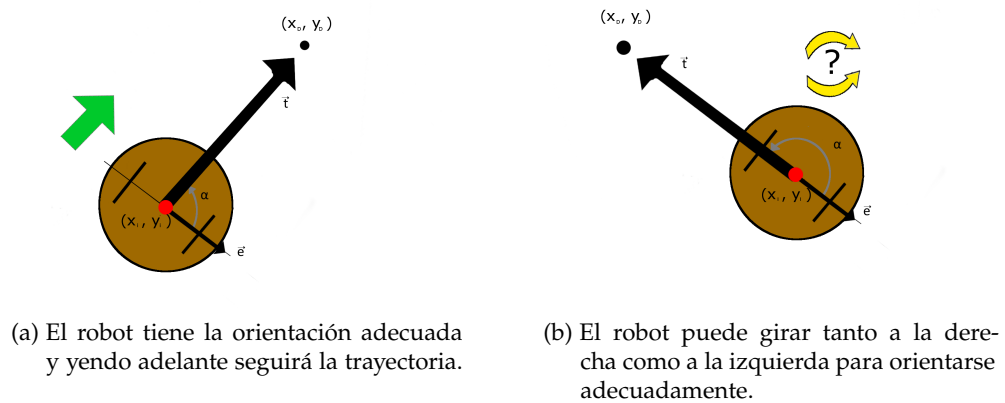 (x₀, y₀)
t⃗
α
(xᵢ, yᵢ)
e⃗
(x₀, y₀)
t⃗
?
α
(xᵢ, yᵢ)
e⃗
(a) El robot tiene la orientación adecuada
y yendo adelante seguirá la trayectoria.
(b) El robot puede girar tanto a la dere-
cha como a la izquierda para orientarse
adecuadamente.